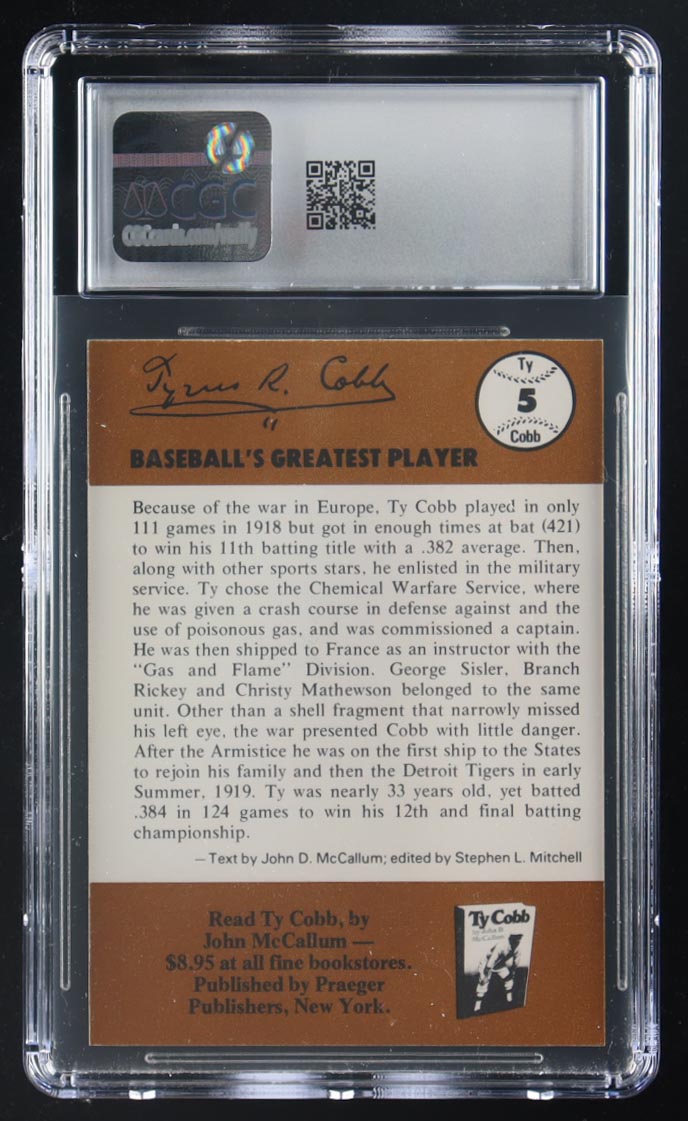 CGC
CGCcards.com/verify
Tyrus R. Cobb
Ty
5
Cobb
BASEBALL'S GREATEST PLAYER
Because of the war in Europe, Ty Cobb played in only
111 games in 1918 but got in enough times at bat (421)
to win his 11th batting title with a .382 average. Then,
along with other sports stars, he enlisted in the military
service. Ty chose the Chemical Warfare Service, where
he was given a crash course in defense against and the
use of poisonous gas, and was commissioned a captain.
He was then shipped to France as an instructor with the
"Gas and Flame" Division. George Sisler, Branch
Rickey and Christy Mathewson belonged to the same
unit. Other than a shell fragment that narrowly missed
his left eye, the war presented Cobb with little danger.
After the Armistice he was on the first ship to the States
to rejoin his family and then the Detroit Tigers in early
Summer, 1919. Ty was nearly 33 years old, yet batted
.384 in 124 games to win his 12th and final batting
championship.
—Text by John D. McCallum; edited by Stephen L. Mitchell
Read Ty Cobb, by
John McCallum —
$8.95 at all fine bookstores.
Published by Praeger
Publishers, New York.
Ty Cobb
by John D.
McCallum